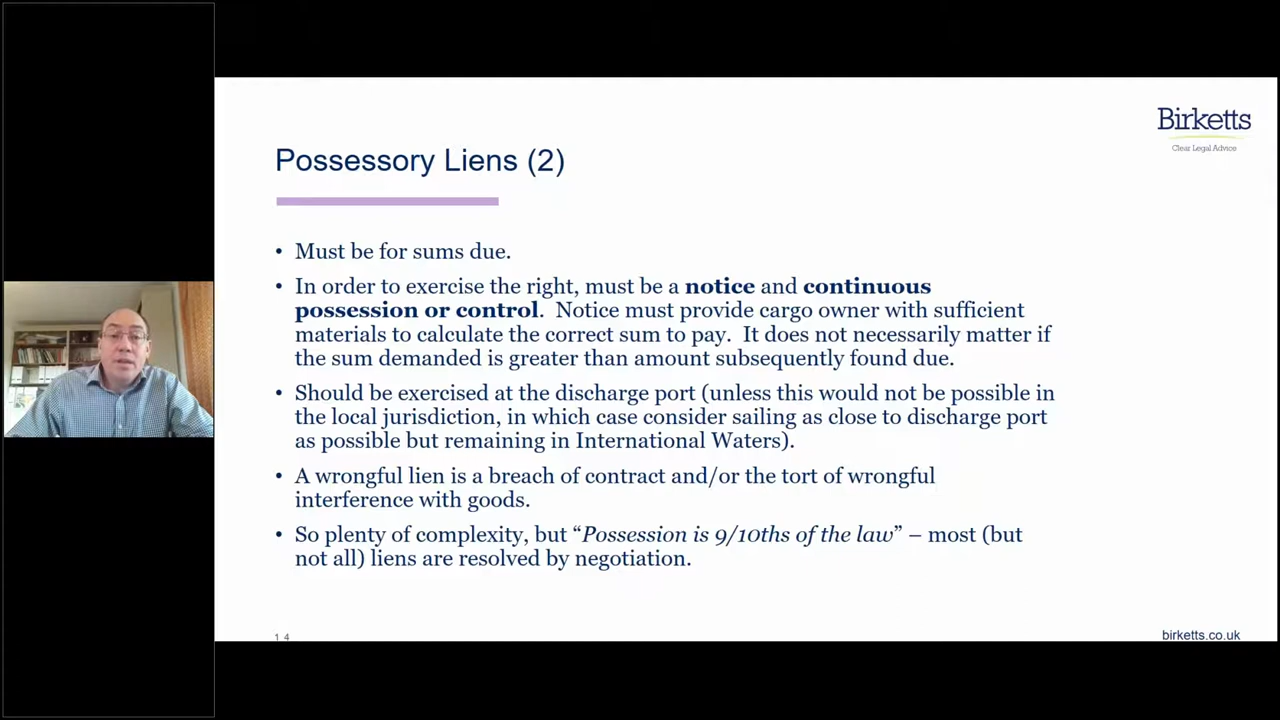 Birketts
Clear Legal Advice
Possessory Liens (2)
• Must be for sums due.
• In order to exercise the right, must be a notice and continuous
possession or control. Notice must provide cargo owner with sufficient
materials to calculate the correct sum to pay. It does not necessarily matter if
the sum demanded is greater than amount subsequently found due.
• Should be exercised at the discharge port (unless this would not be possible in
the local jurisdiction, in which case consider sailing as close to discharge port
as possible but remaining in International Waters).
• A wrongful lien is a breach of contract and/or the tort of wrongful
interference with goods.
• So plenty of complexity, but “Possession is 9/10ths of the law” – most (but
not all) liens are resolved by negotiation.
14
birketts.co.uk